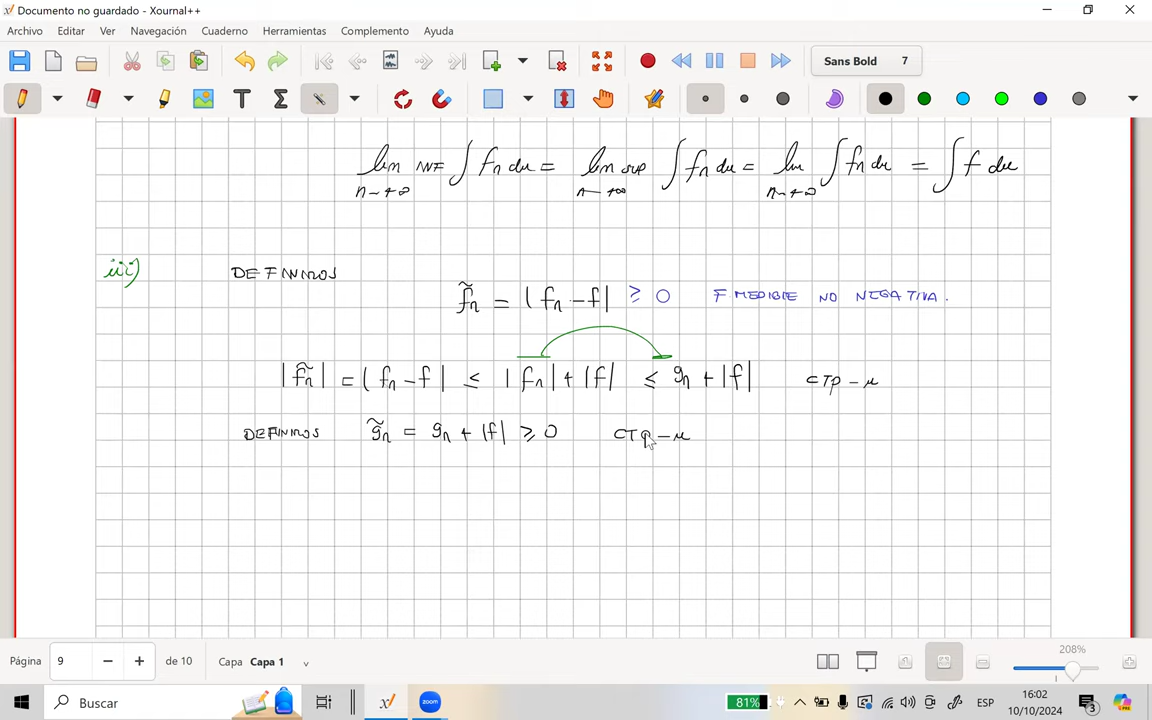 Documento no guardado - Xournal++
Archivo Editar Ver Navegación Cuaderno Herramientas Complemento Ayuda
Sans Bold 7
lim INF ∫ fn dμ = lim sup ∫ fn dμ = lim ∫ fn dμ = ∫ f dμ
n→+∞ n→+∞ n→+∞
iii) DEFINIMOS
f̃n = |fn - f| ≥ 0 F MEDIBLE NO NEGATIVA.
|f̃n| = |fn - f| ≤ |fn| + |f| ≤ gn + |f| CTP - μ
DEFINIMOS g̃n = gn + |f| ≥ 0 CTP - μ
Página 9 de 10 Capa Capa 1 208%
Buscar zoom 81% ESP 16:02
10/10/2024 3